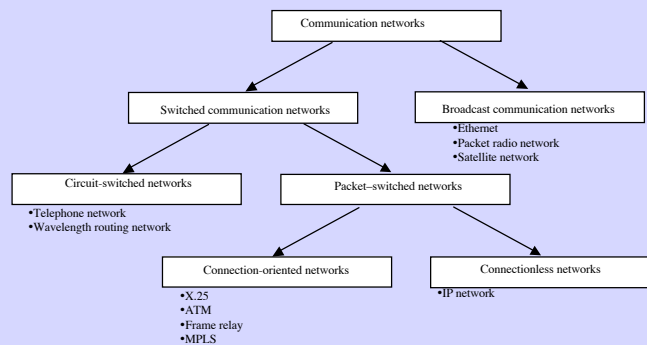 Communication networks
Switched communication networks
Broadcast communication networks
•Ethernet
•Packet radio network
•Satellite network
Circuit-switched networks
•Telephone network
•Wavelength routing network
Packet–switched networks
Connection-oriented networks
•X.25
•ATM
•Frame relay
•MPLS
Connectionless networks
•IP network